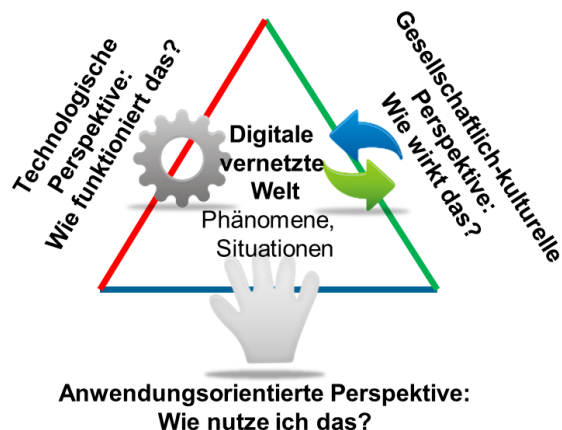 Technologische
Perspektive:
Wie funktioniert das?
Gesellschaftlich-kulturelle
Perspektive:
Wie wirkt das?
Digitale
vernetzte
Welt
Phänomene,
Situationen
Anwendungsorientierte Perspektive:
Wie nutze ich das?